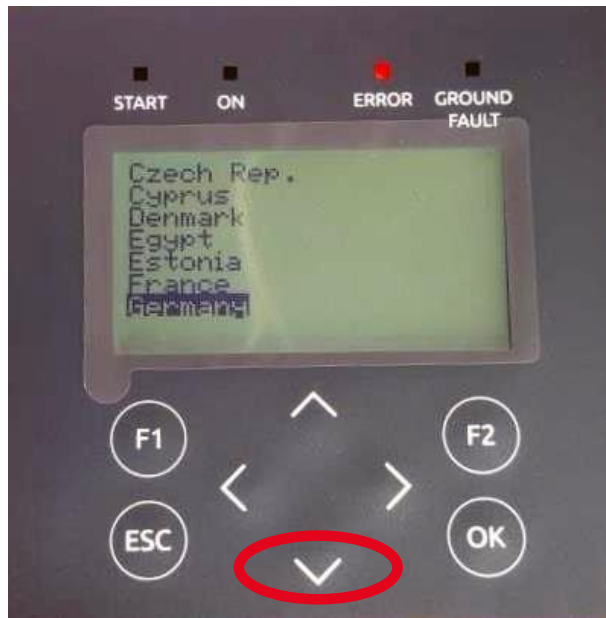 START ON ERROR GROUND
FAULT
Czech Rep.
Cyprus
Denmark
Egypt
Estonia
France
Germany
F1 F2
ESC OK